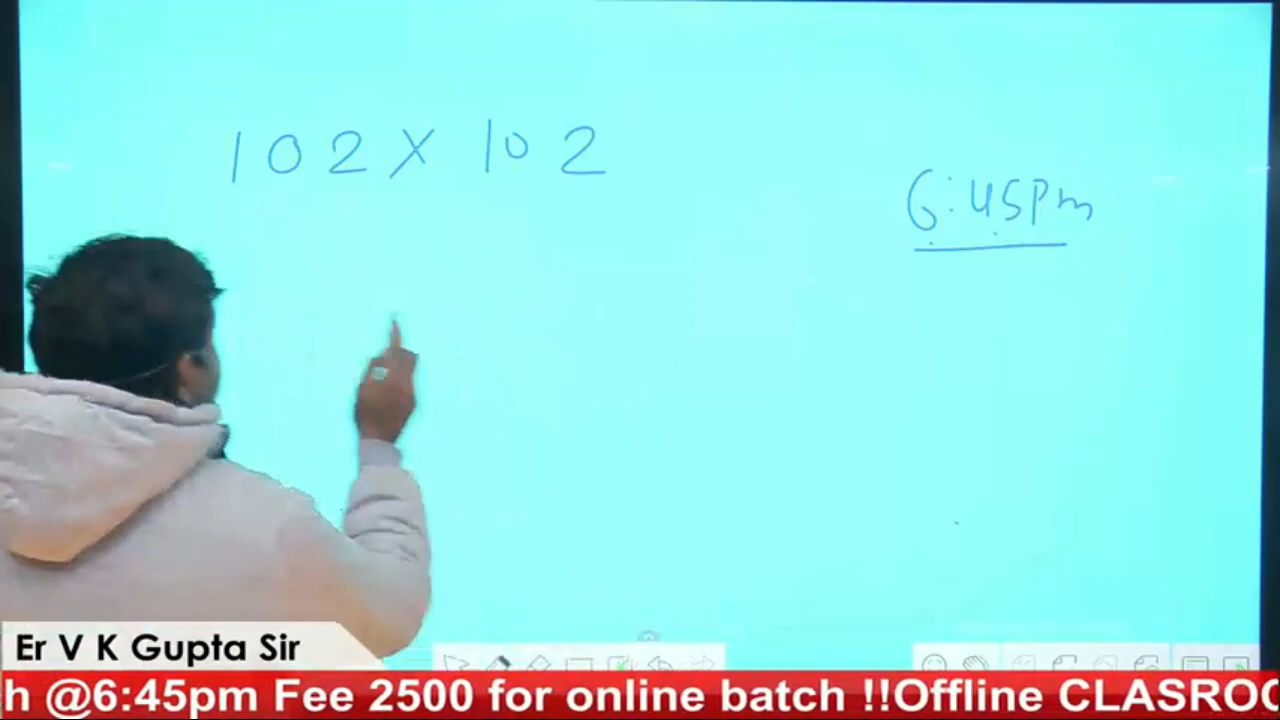 102 X 102
6:45pm
Er V K Gupta Sir
h @6:45pm Fee 2500 for online batch !!Offline CLASROO